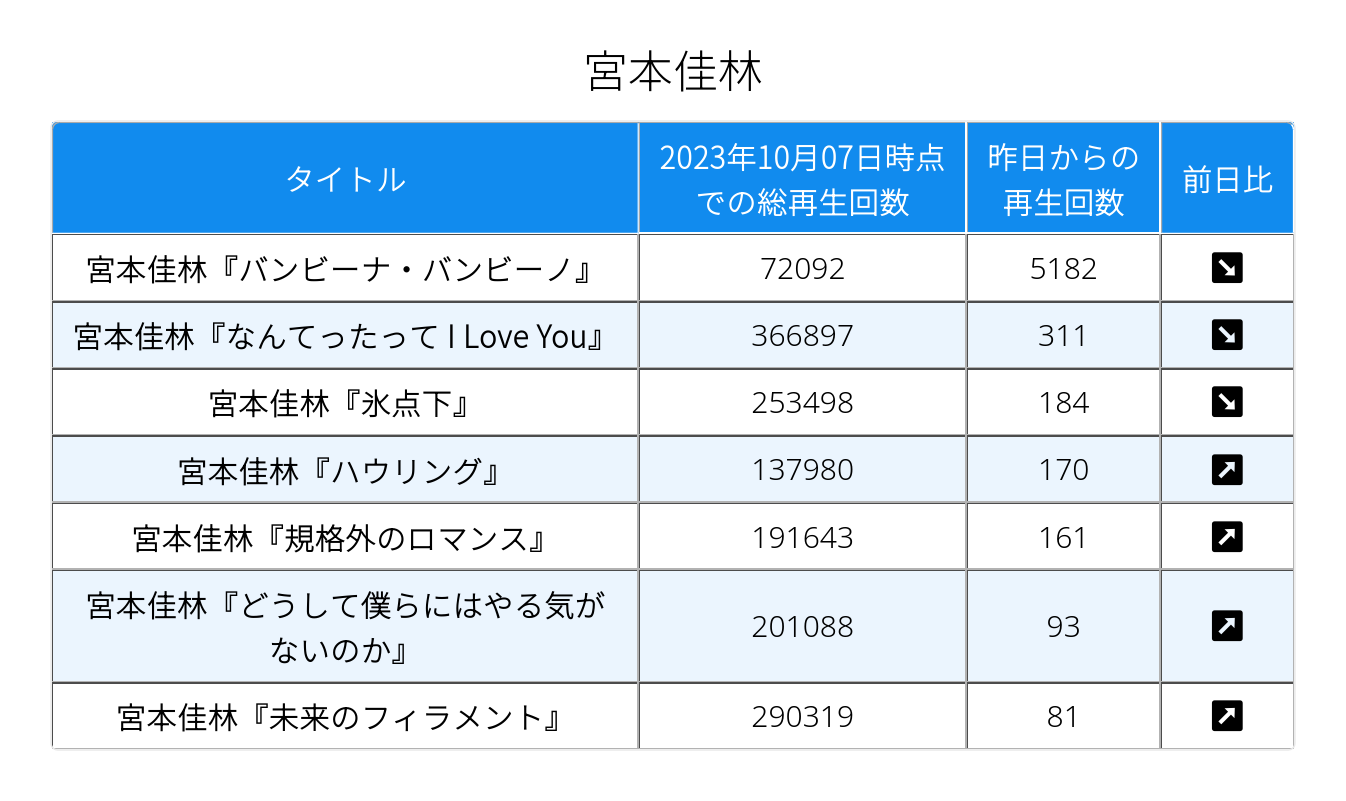 宮本佳林
タイトル
2023年10月07日時点
での総再生回数
昨日からの
再生回数
前日比
宮本佳林『バンビーナ・バンビーノ』
72092
5182
宮本佳林『なんてったって I Love You』
366897
311
宮本佳林『氷点下』
253498
184
宮本佳林『ハウリング』
137980
170
宮本佳林『規格外のロマンス』
191643
161
宮本佳林『どうして僕らにはやる気が
ないのか』
201088
93
宮本佳林『未来のフィラメント』
290319
81